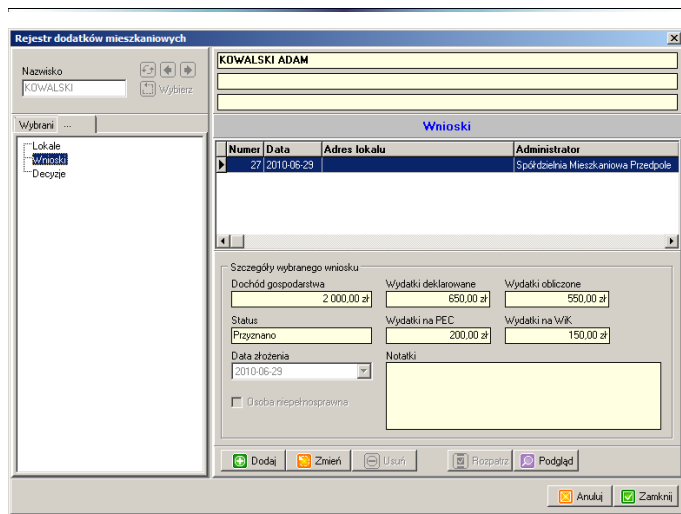 Rejestr dodatków mieszkaniowych
Nazwisko
KOWALSKI
Wybierz
KOWALSKI ADAM
Wybrani ...
Lokale
Wnioski
Decyzje
Wnioski
Numer Data Adres lokalu Administrator
27 2010-06-29 Spółdzielnia Mieszkaniowa Przedpole
Szczegóły wybranego wniosku
Dochód gospodarstwa Wydatki deklarowane Wydatki obliczone
2 000,00 zł 650,00 zł 550,00 zł
Status Wydatki na PEC Wydatki na WiK
Przyznano 200,00 zł 150,00 zł
Data złożenia Notatki
2010-06-29
Osoba niepełnosprawna
Dodaj Zmień Usuń Rozpatrz Podgląd
Anuluj Zamknij